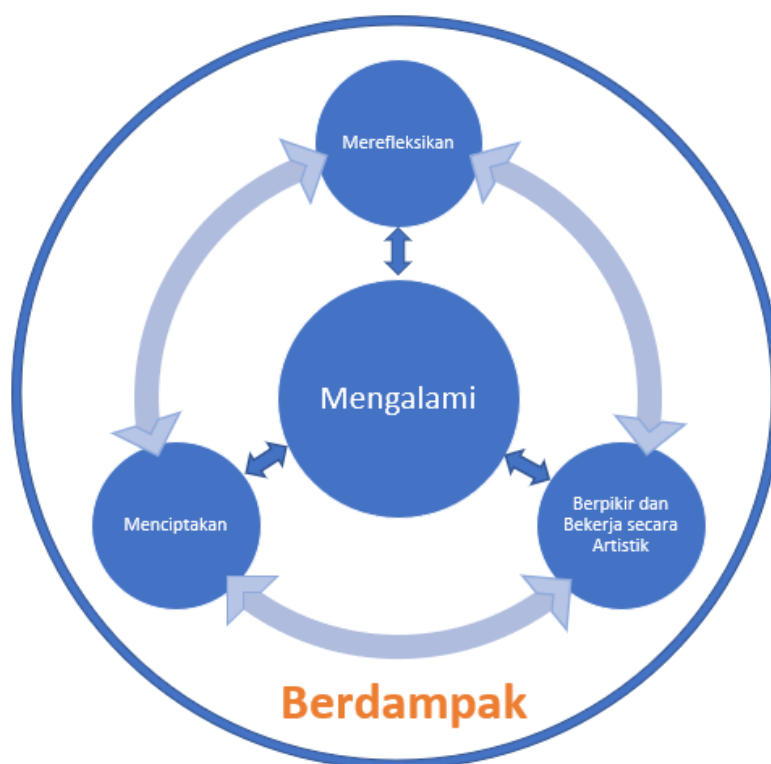 Merefleksikan
Mengalami
Menciptakan
Berpikir dan
Bekerja secara
Artistik
Berdampak